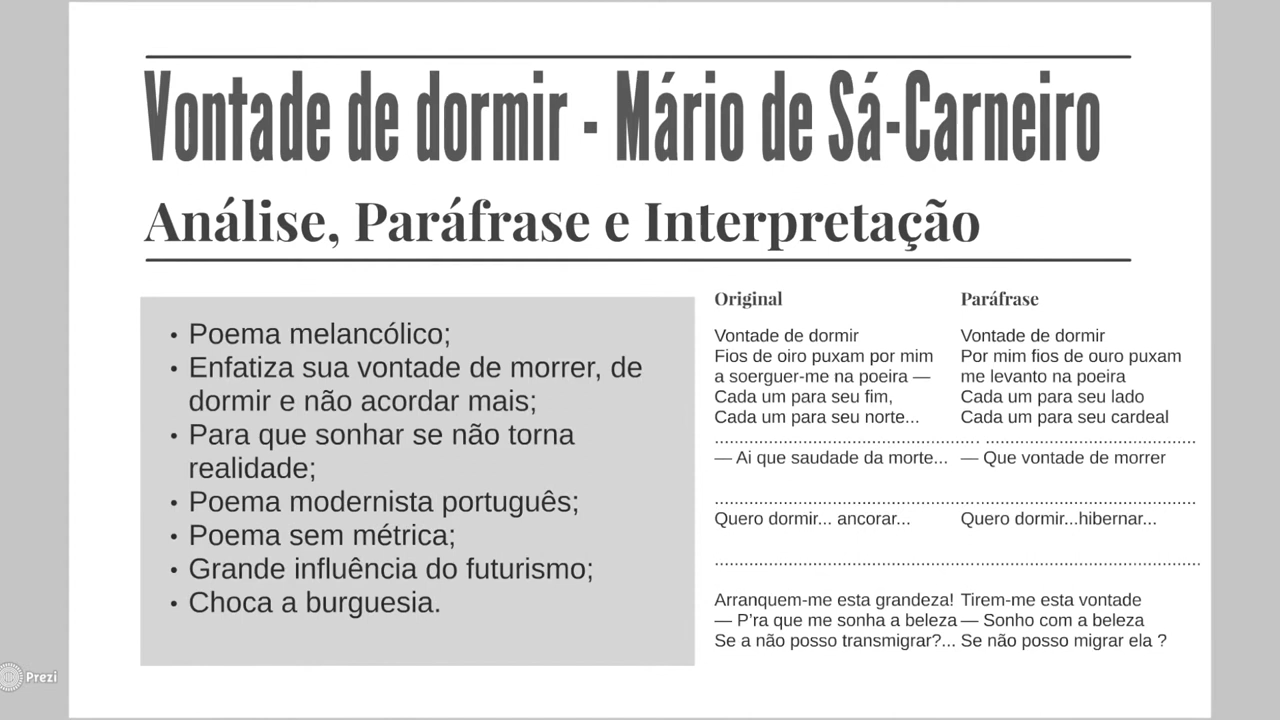 Vontade de dormir - Mário de Sá-Carneiro
Análise, Paráfrase e Interpretação
• Poema melancólico;
• Enfatiza sua vontade de morrer, de
dormir e não acordar mais;
• Para que sonhar se não torna
realidade;
• Poema modernista português;
• Poema sem métrica;
• Grande influência do futurismo;
• Choca a burguesia.
Original
Vontade de dormir
Fios de oiro puxam por mim
a soerguer-me na poeira —
Cada um para seu fim,
Cada um para seu norte...
......................................................
— Ai que saudade da morte...
......................................................
Quero dormir... ancorar...
......................................................
Arranquem-me esta grandeza!
— P'ra que me sonha a beleza
Se a não posso transmigrar?...
Paráfrase
Vontade de dormir
Por mim fios de ouro puxam
me levanto na poeira
Cada um para seu lado
Cada um para seu cardeal
...........................................
— Que vontade de morrer
...........................................
Quero dormir...hibernar...
...........................................
Tirem-me esta vontade
— Sonho com a beleza
Se não posso migrar ela ?
Prezi